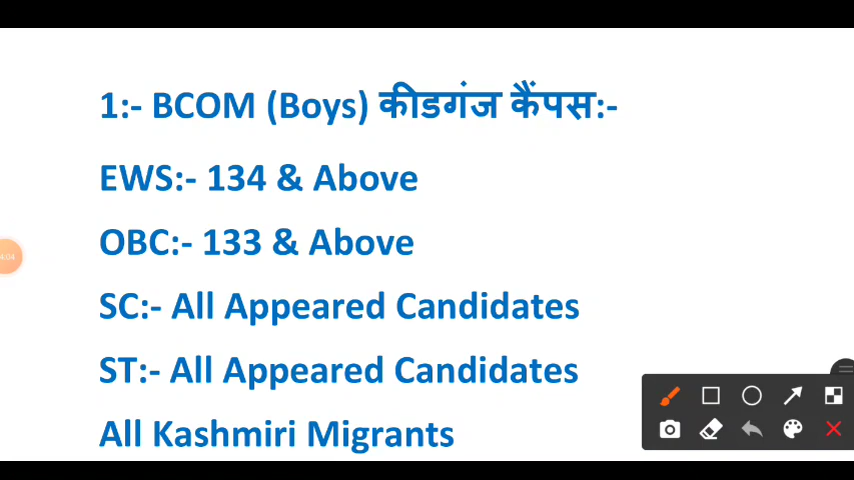 1:- BCOM (Boys) कीडगंज कैंपस:-
EWS:- 134 & Above
OBC:- 133 & Above
SC:- All Appeared Candidates
ST:- All Appeared Candidates
All Kashmiri Migrants